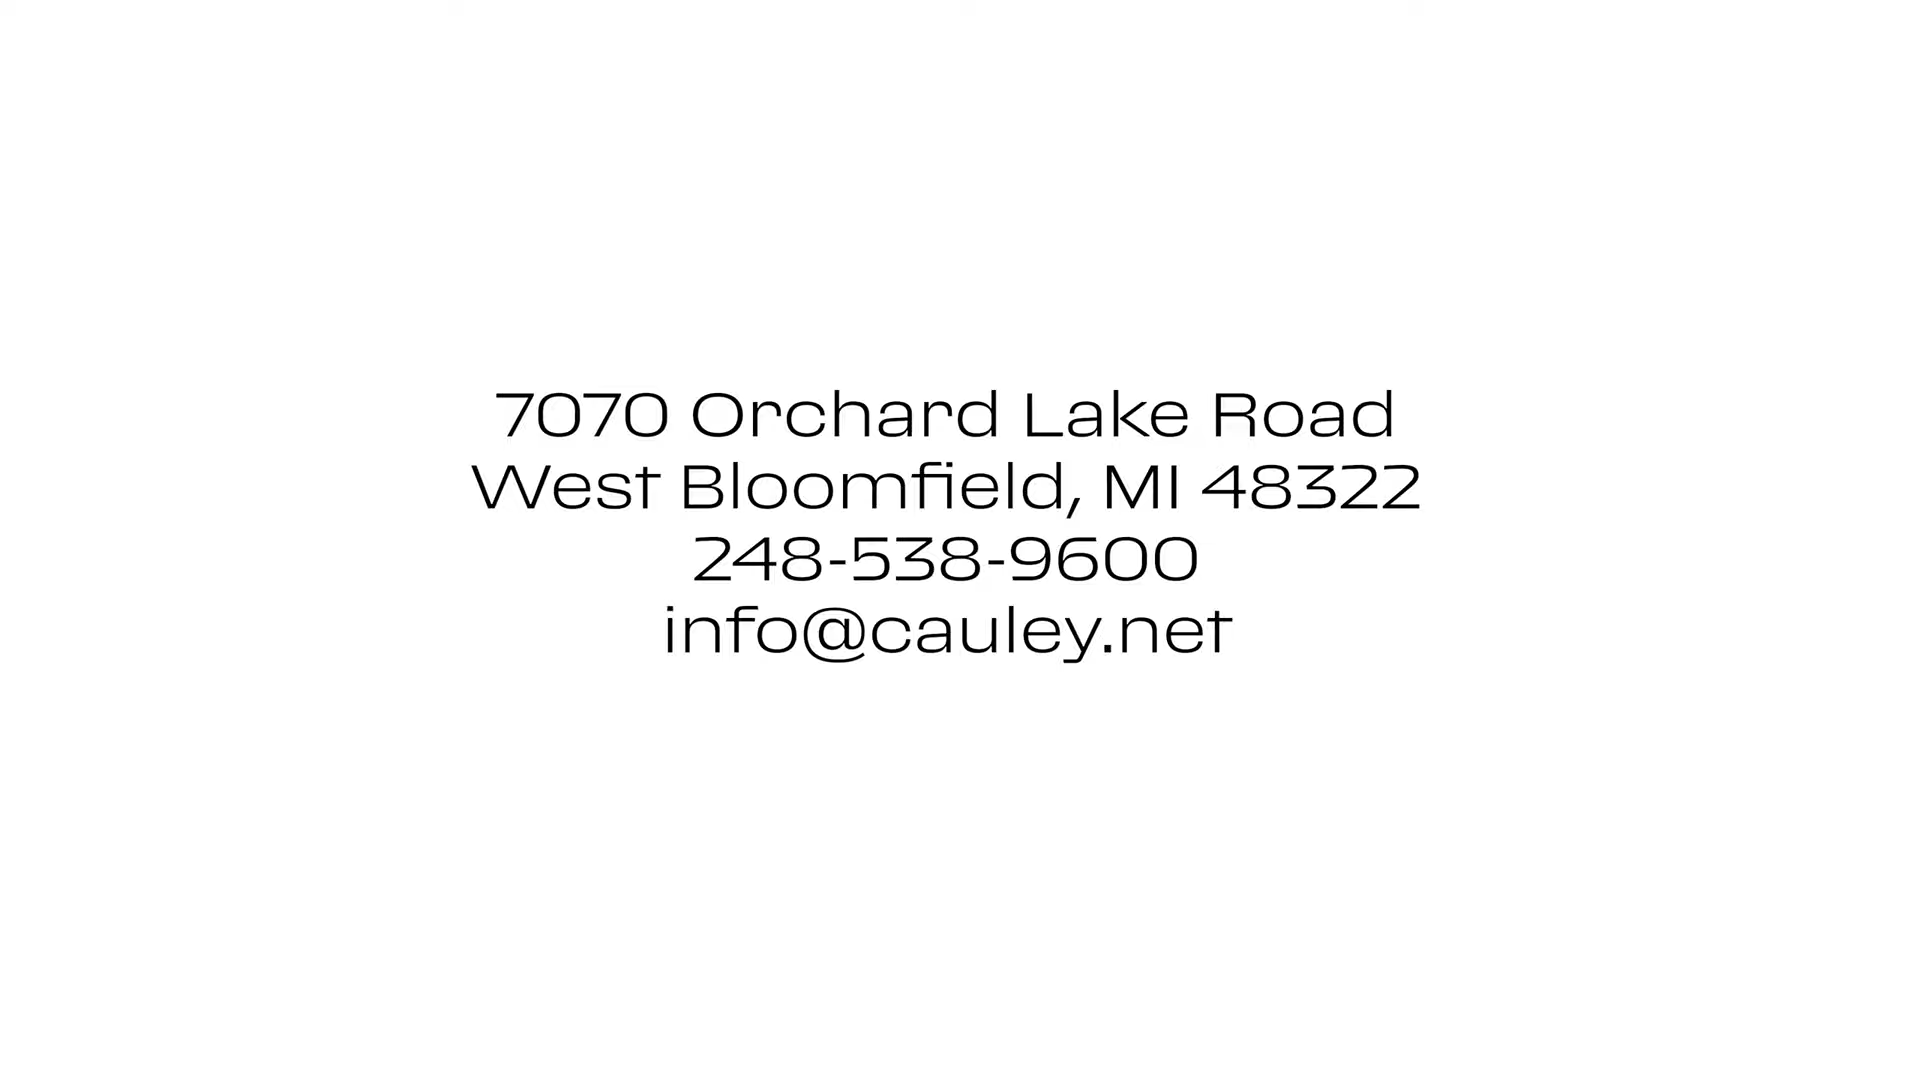 7070 Orchard Lake Road
West Bloomfield, MI 48322
248-538-9600
info@cauley.net